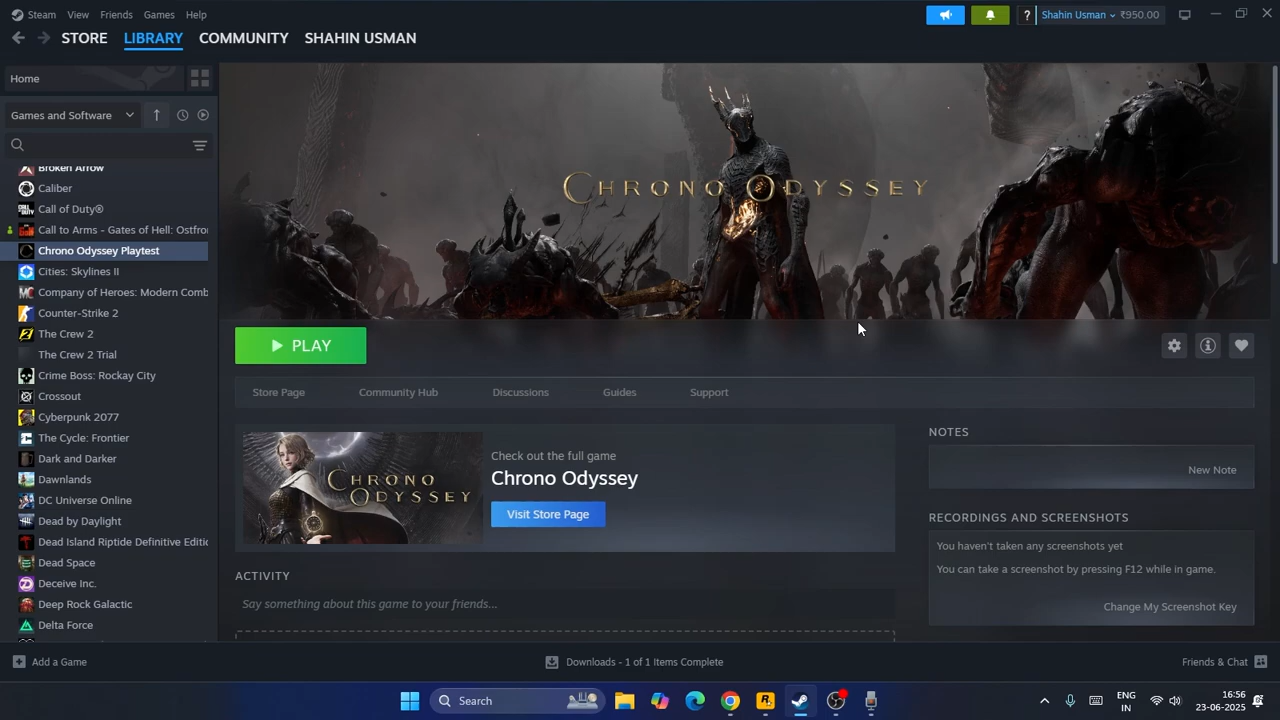 Steam View Friends Games Help
? Shahin Usman ₹950.00
STORE LIBRARY COMMUNITY SHAHIN USMAN
Home
Games and Software
Broken Arrow
Caliber
Call of Duty®
Call to Arms - Gates of Hell: Ostfro
Chrono Odyssey Playtest
Cities: Skylines II
Company of Heroes: Modern Comb
Counter-Strike 2
The Crew 2
The Crew 2 Trial
Crime Boss: Rockay City
Crossout
Cyberpunk 2077
The Cycle: Frontier
Dark and Darker
Dawnlands
DC Universe Online
Dead by Daylight
Dead Island Riptide Definitive Editi
Dead Space
Deceive Inc.
Deep Rock Galactic
Delta Force
CHRONO ODYSSEY
PLAY
Store Page Community Hub Discussions Guides Support
CHRONO
ODYSSEY
Check out the full game
Chrono Odyssey
Visit Store Page
ACTIVITY
Say something about this game to your friends...
NOTES
New Note
RECORDINGS AND SCREENSHOTS
You haven't taken any screenshots yet
You can take a screenshot by pressing F12 while in game.
Change My Screenshot Key
Add a Game
Downloads - 1 of 1 Items Complete
Friends & Chat
Search
ENG
IN
16:56
23-06-2025